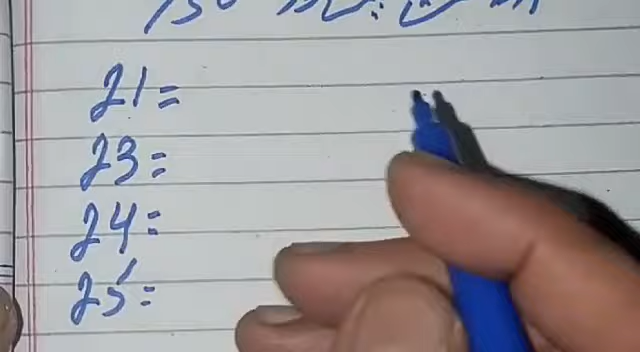 21=
23=
24=
25=